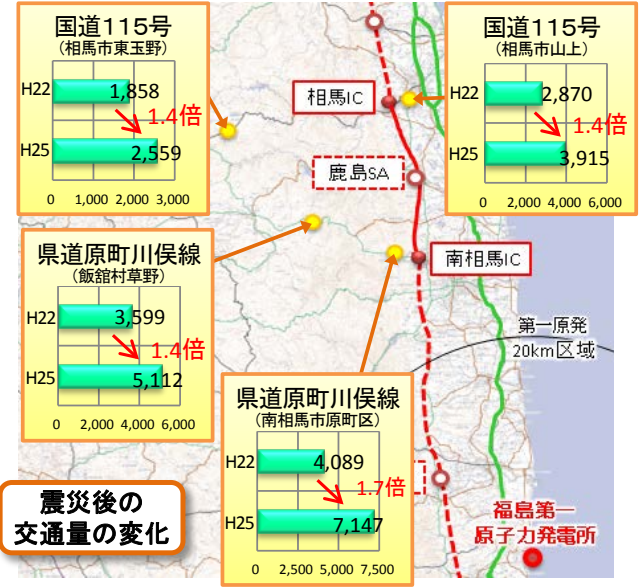 国道115号
(相馬市東玉野)
H22
1,858
1.4倍
H25
2,559
0 1,000 2,000 3,000
国道115号
(相馬市山上)
H22
2,870
1.4倍
H25
3,915
0 2,000 4,000 6,000
相馬IC
鹿島SA
南相馬IC
県道原町川俣線
(飯舘村草野)
H22
3,599
1.4倍
H25
5,112
0 2,000 4,000 6,000
第一原発
20km区域
県道原町川俣線
(南相馬市原町区)
H22
4,089
1.7倍
H25
7,147
0 2,500 5,000 7,500
震災後の
交通量の変化
福島第一
原子力発電所